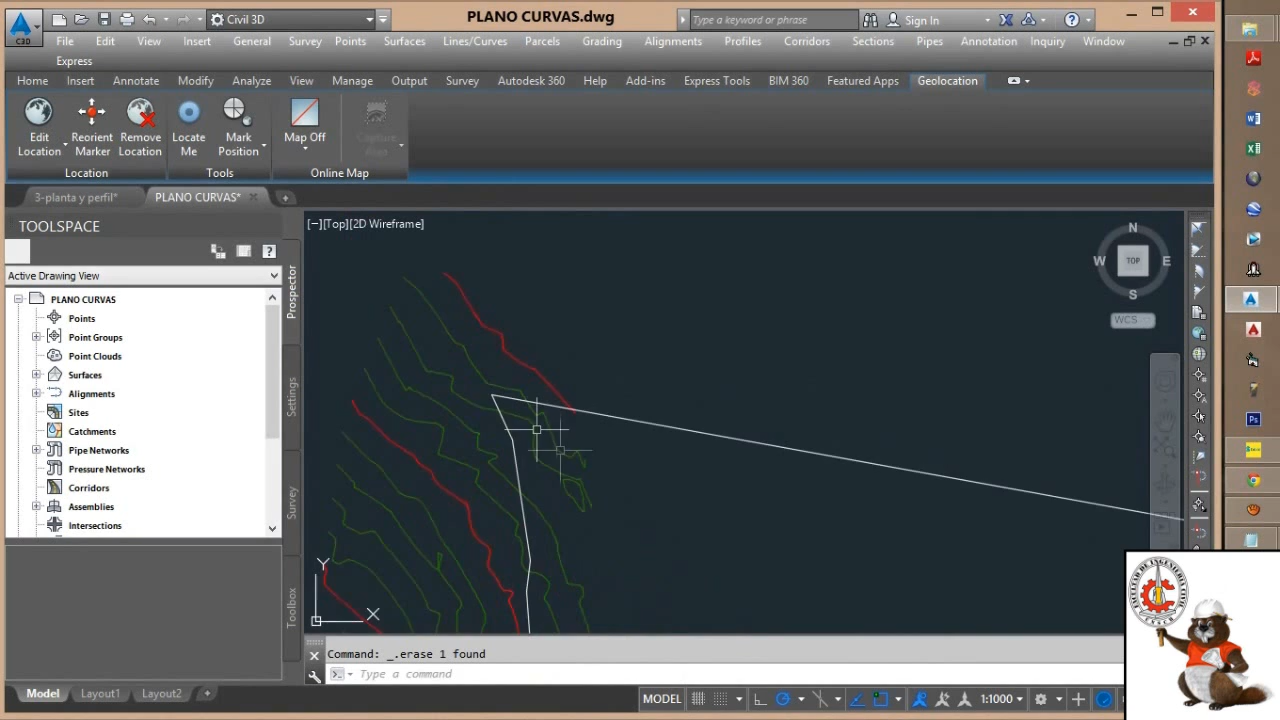 PLANO CURVAS.dwg
C3D
Civil 3D
Type a keyword or phrase
Sign In
File Edit View Insert General Survey Points Surfaces Lines/Curves Parcels Grading Alignments Profiles Corridors Sections Pipes Annotation Inquiry Window
Express
Home Insert Annotate Modify Analyze View Manage Output Survey Autodesk 360 Help Add-ins Express Tools BIM 360 Featured Apps Geolocation
Edit Location
Reorient Marker
Remove Location
Locate Me
Mark Position
Map Off
Capture Area
Location Tools Online Map
3-planta y perfil* PLANO CURVAS*
TOOLSPACE
[−][Top][2D Wireframe]
Active Drawing View
PLANO CURVAS
Points
Point Groups
Point Clouds
Surfaces
Alignments
Sites
Catchments
Pipe Networks
Pressure Networks
Corridors
Assemblies
Intersections
Prospector
Settings
Survey
Toolbox
N
W TOP E
S
WCS
Y
X
Command: _.erase 1 found
Type a command
Model Layout1 Layout2
MODEL 1:1000
Ps